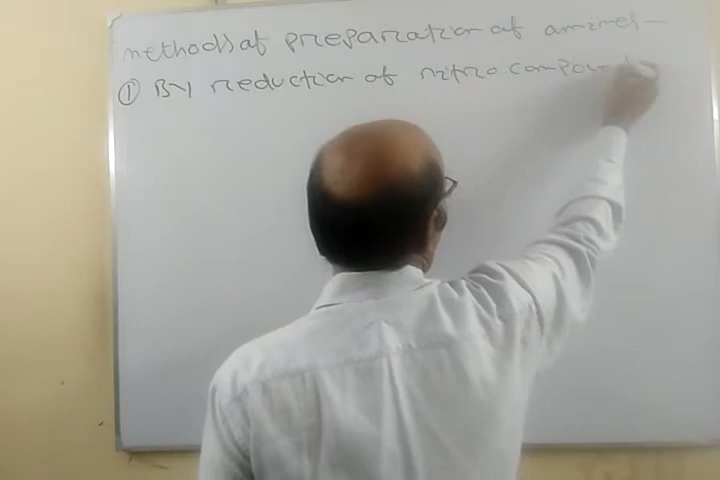 methods of preparation of amines -
① By reduction of nitro compound